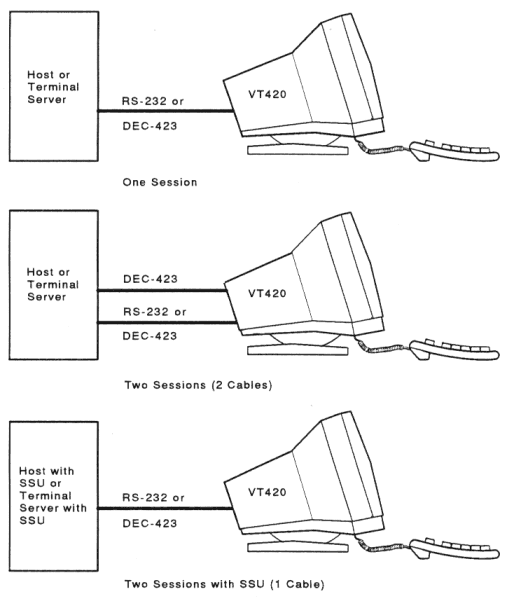 Host or
Terminal
Server
RS-232 or
DEC-423
VT420
One Session
Host or
Terminal
Server
DEC-423
RS-232 or
DEC-423
VT420
Two Sessions (2 Cables)
Host with
SSU or
Terminal
Server with
SSU
RS-232 or
DEC-423
VT420
Two Sessions with SSU (1 Cable)